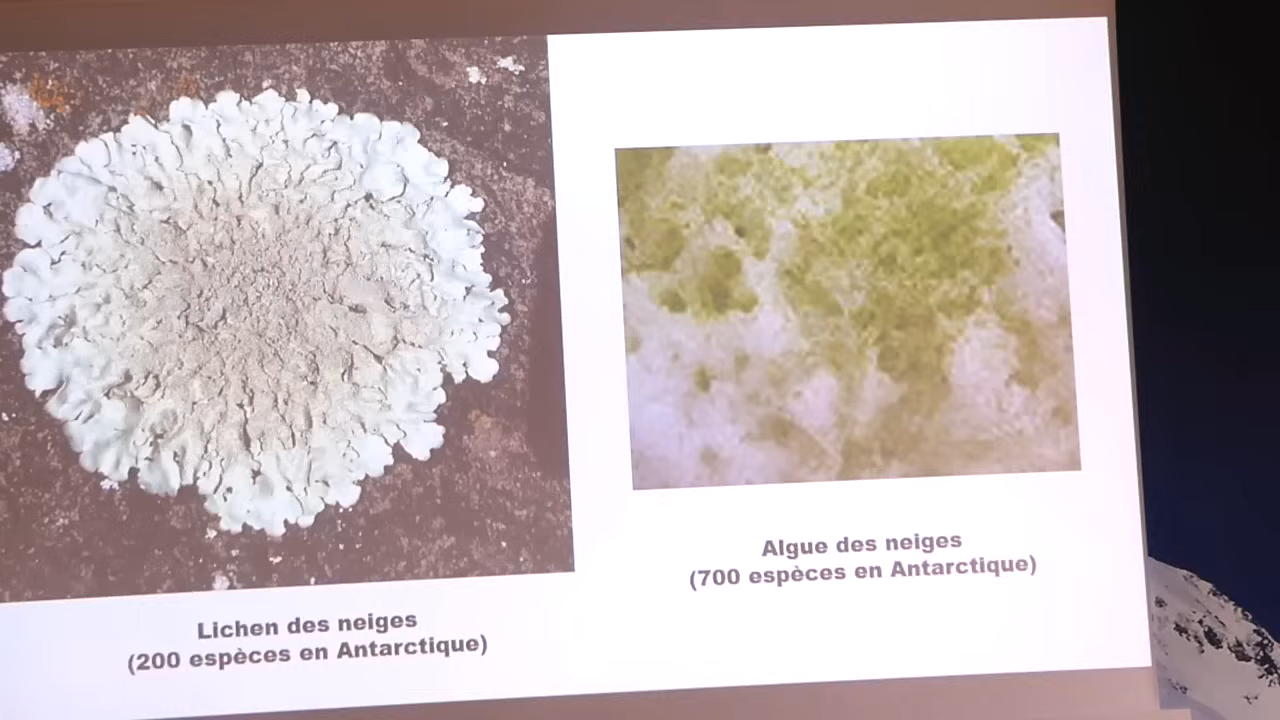 Lichen des neiges
(200 espèces en Antarctique)
Algue des neiges
(700 espèces en Antarctique)